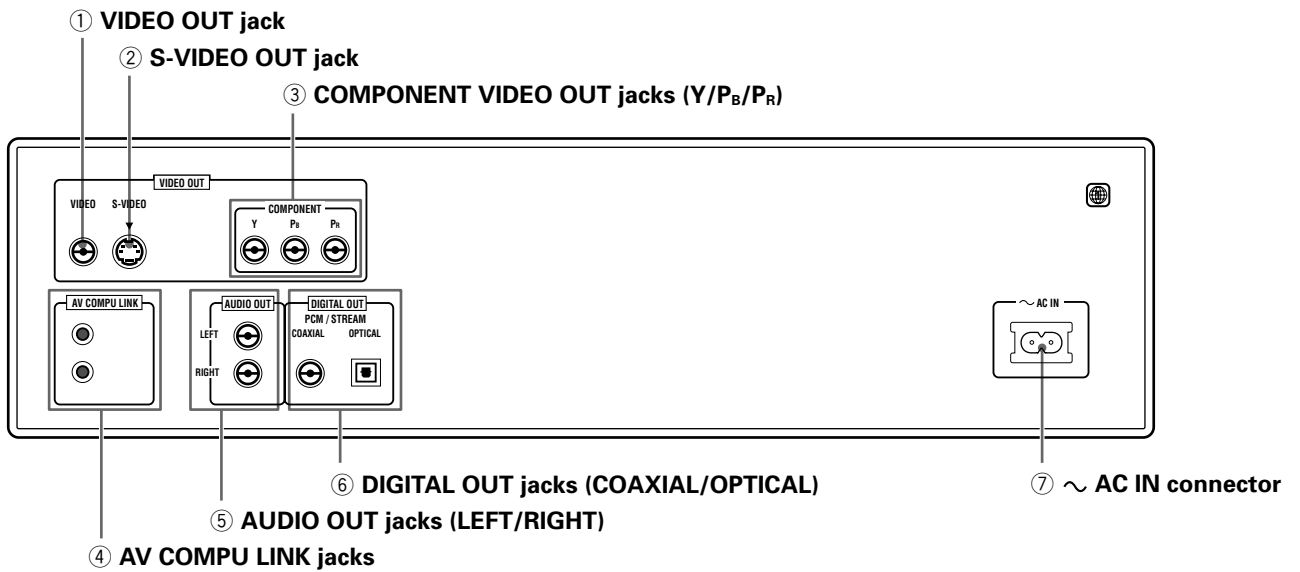 ① VIDEO OUT jack
② S-VIDEO OUT jack
③ COMPONENT VIDEO OUT jacks (Y/PB/PR)
VIDEO OUT
VIDEO S-VIDEO
COMPONENT
Y PB PR
AV COMPU LINK
AUDIO OUT
LEFT
RIGHT
DIGITAL OUT
PCM / STREAM
COAXIAL OPTICAL
～ AC IN
⑥ DIGITAL OUT jacks (COAXIAL/OPTICAL)
⑦ ～ AC IN connector
⑤ AUDIO OUT jacks (LEFT/RIGHT)
④ AV COMPU LINK jacks